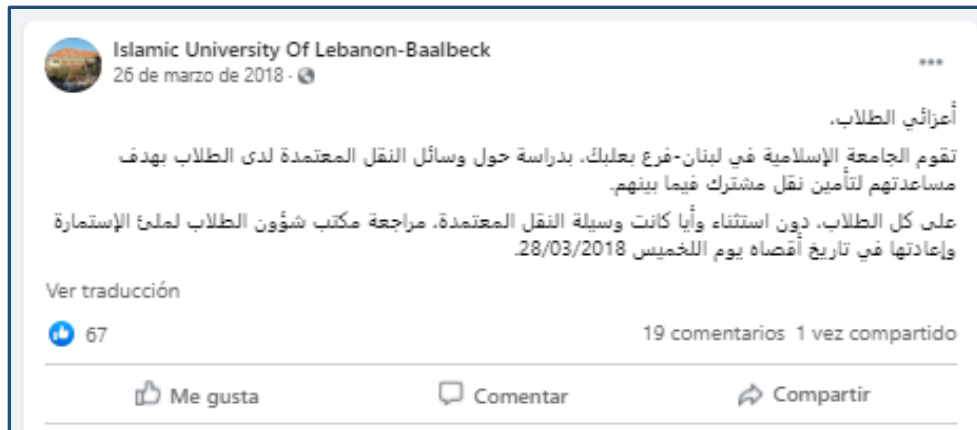 Islamic University Of Lebanon-Baalbeck
26 de marzo de 2018 ·
أعزائي الطلاب،
تقوم الجامعة الإسلامية في لبنان-فرع بعلبك، بدراسة حول وسائل النقل المعتمدة لدى الطلاب بهدف
مساعدتهم لتأمين نقل مشترك فيما بينهم.
على كل الطلاب، دون استثناء وأيا كانت وسيلة النقل المعتمدة، مراجعة مكتب شؤون الطلاب لملئ الإستمارة
وإعادتها في تاريخ أقصاه يوم اللخميس 28/03/2018.
Ver traducción
67
19 comentarios 1 vez compartido
Me gusta Comentar Compartir